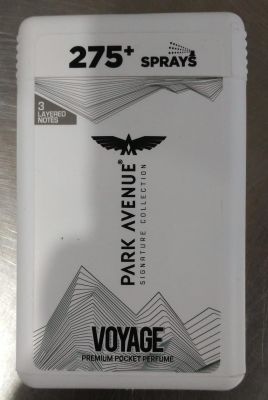 275+ SPRAYS
3
LAYERED
NOTES
PARK AVENUE®
SIGNATURE COLLECTION
VOYAGE
PREMIUM POCKET PERFUME